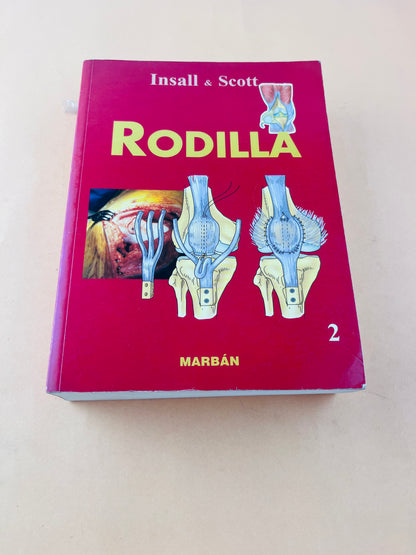 Insall & Scott
RODILLA
2
MARBÁN